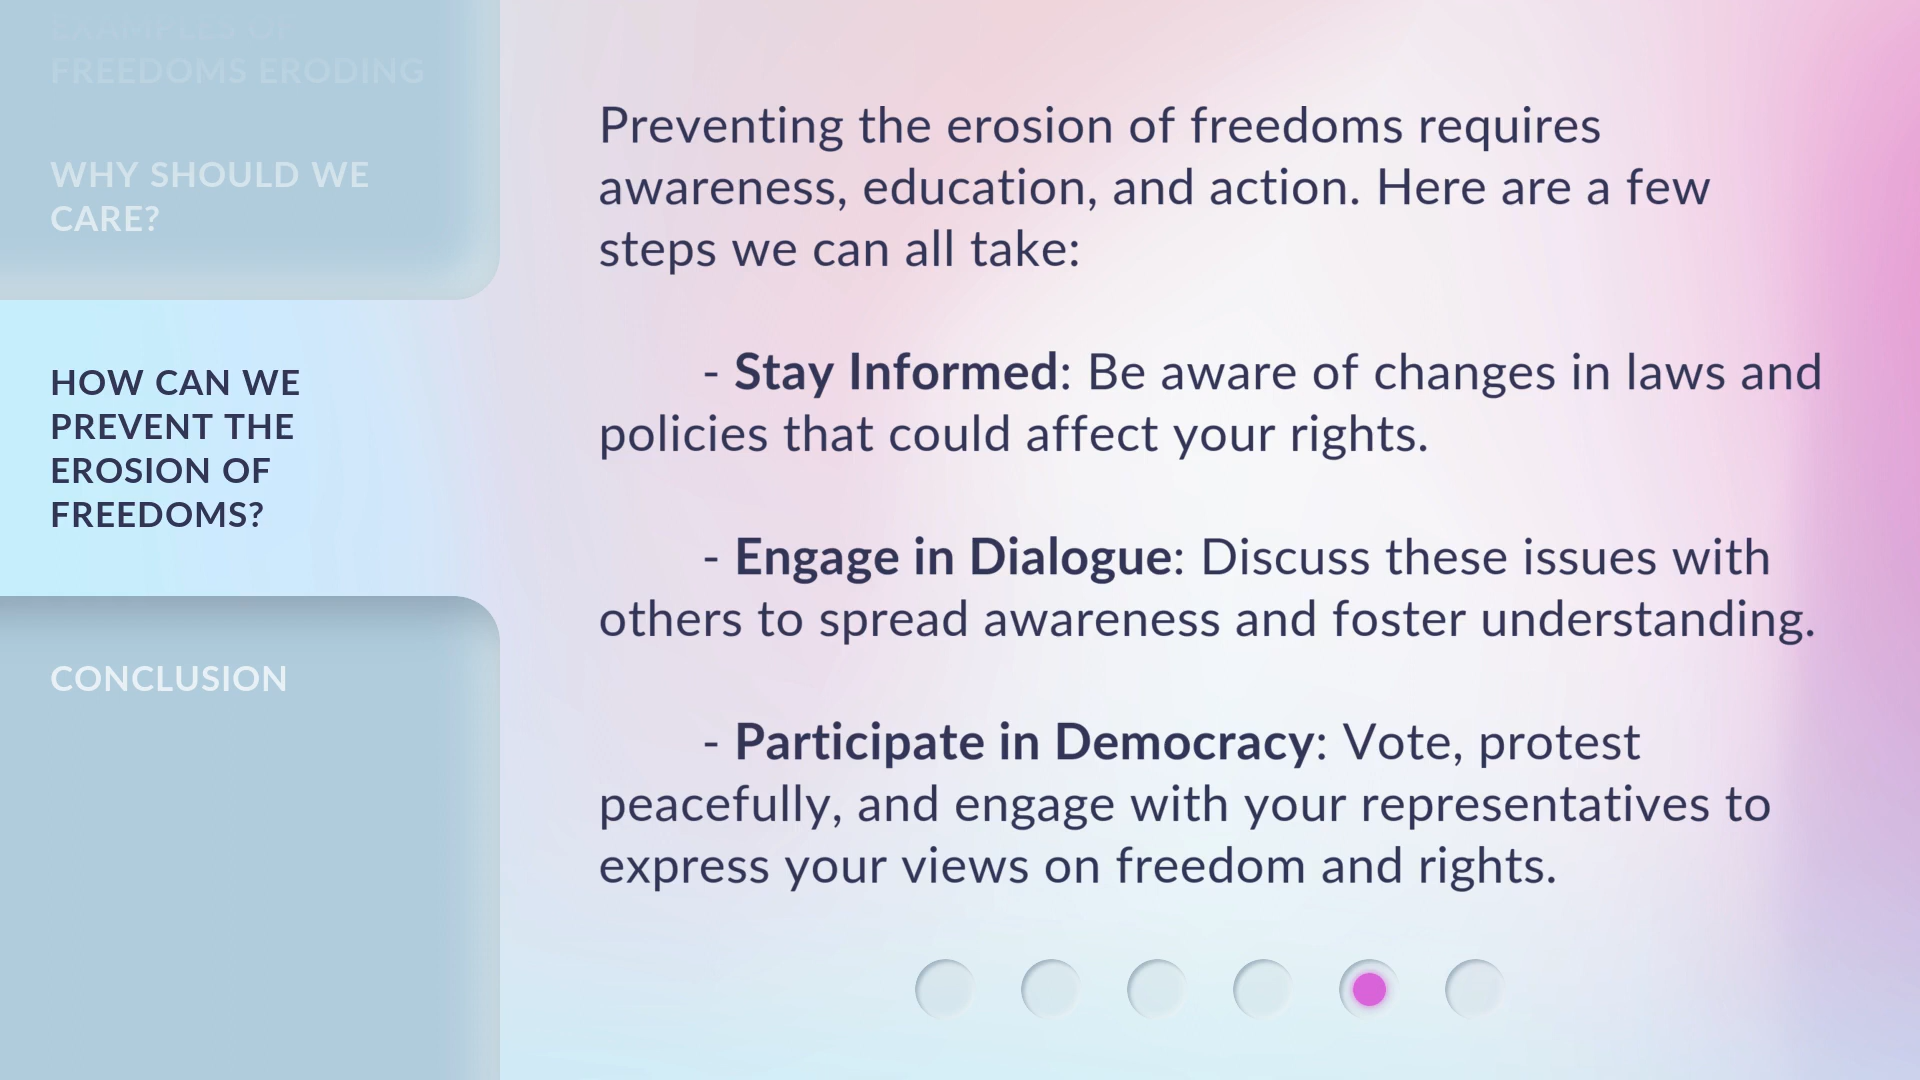 EXAMPLES OF
FREEDOMS ERODING
WHY SHOULD WE
CARE?
HOW CAN WE
PREVENT THE
EROSION OF
FREEDOMS?
CONCLUSION
Preventing the erosion of freedoms requires
awareness, education, and action. Here are a few
steps we can all take:
- Stay Informed: Be aware of changes in laws and
policies that could affect your rights.
- Engage in Dialogue: Discuss these issues with
others to spread awareness and foster understanding.
- Participate in Democracy: Vote, protest
peacefully, and engage with your representatives to
express your views on freedom and rights.